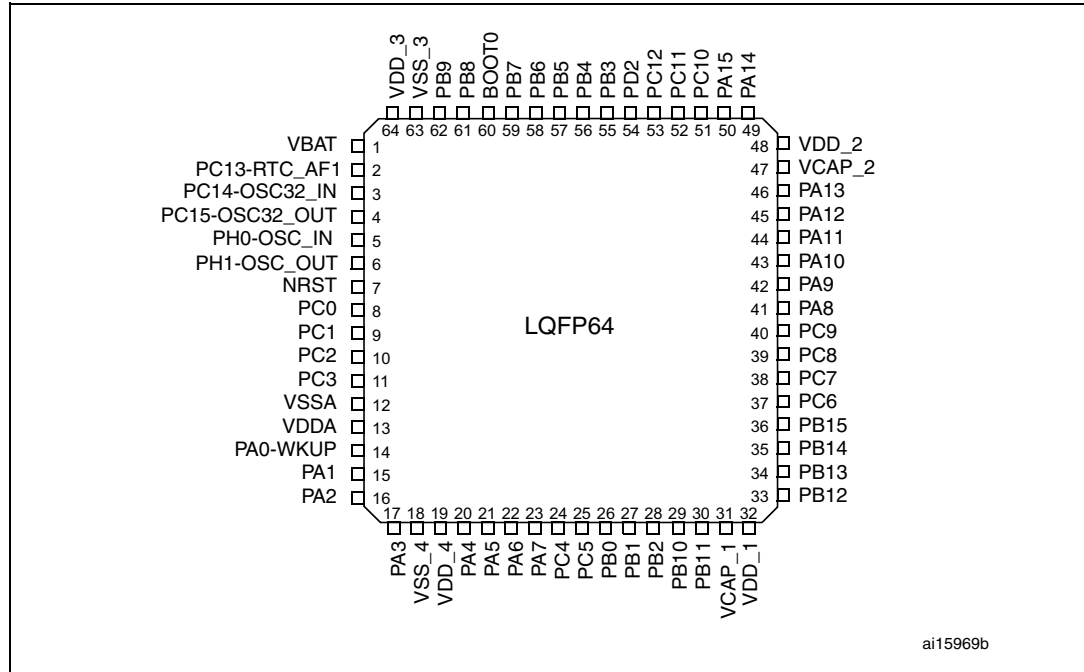 VDD_3
VSS_3
PB9
PB8
BOOT0
PB7
PB6
PB5
PB4
PB3
PD2
PC12
PC11
PC10
PA15
PA14
64 63 62 61 60 59 58 57 56 55 54 53 52 51 50 49
VBAT 1
PC13-RTC_AF1 2
PC14-OSC32_IN 3
PC15-OSC32_OUT 4
PH0-OSC_IN 5
PH1-OSC_OUT 6
NRST 7
PC0 8
PC1 9
PC2 10
PC3 11
VSSA 12
VDDA 13
PA0-WKUP 14
PA1 15
PA2 16
LQFP64
48 VDD_2
47 VCAP_2
46 PA13
45 PA12
44 PA11
43 PA10
42 PA9
41 PA8
40 PC9
39 PC8
38 PC7
37 PC6
36 PB15
35 PB14
34 PB13
33 PB12
17 18 19 20 21 22 23 24 25 26 27 28 29 30 31 32
PA3
VSS_4
VDD_4
PA4
PA5
PA6
PA7
PC4
PC5
PB0
PB1
PB2
PB10
PB11
VCAP_1
VDD_1
ai15969b